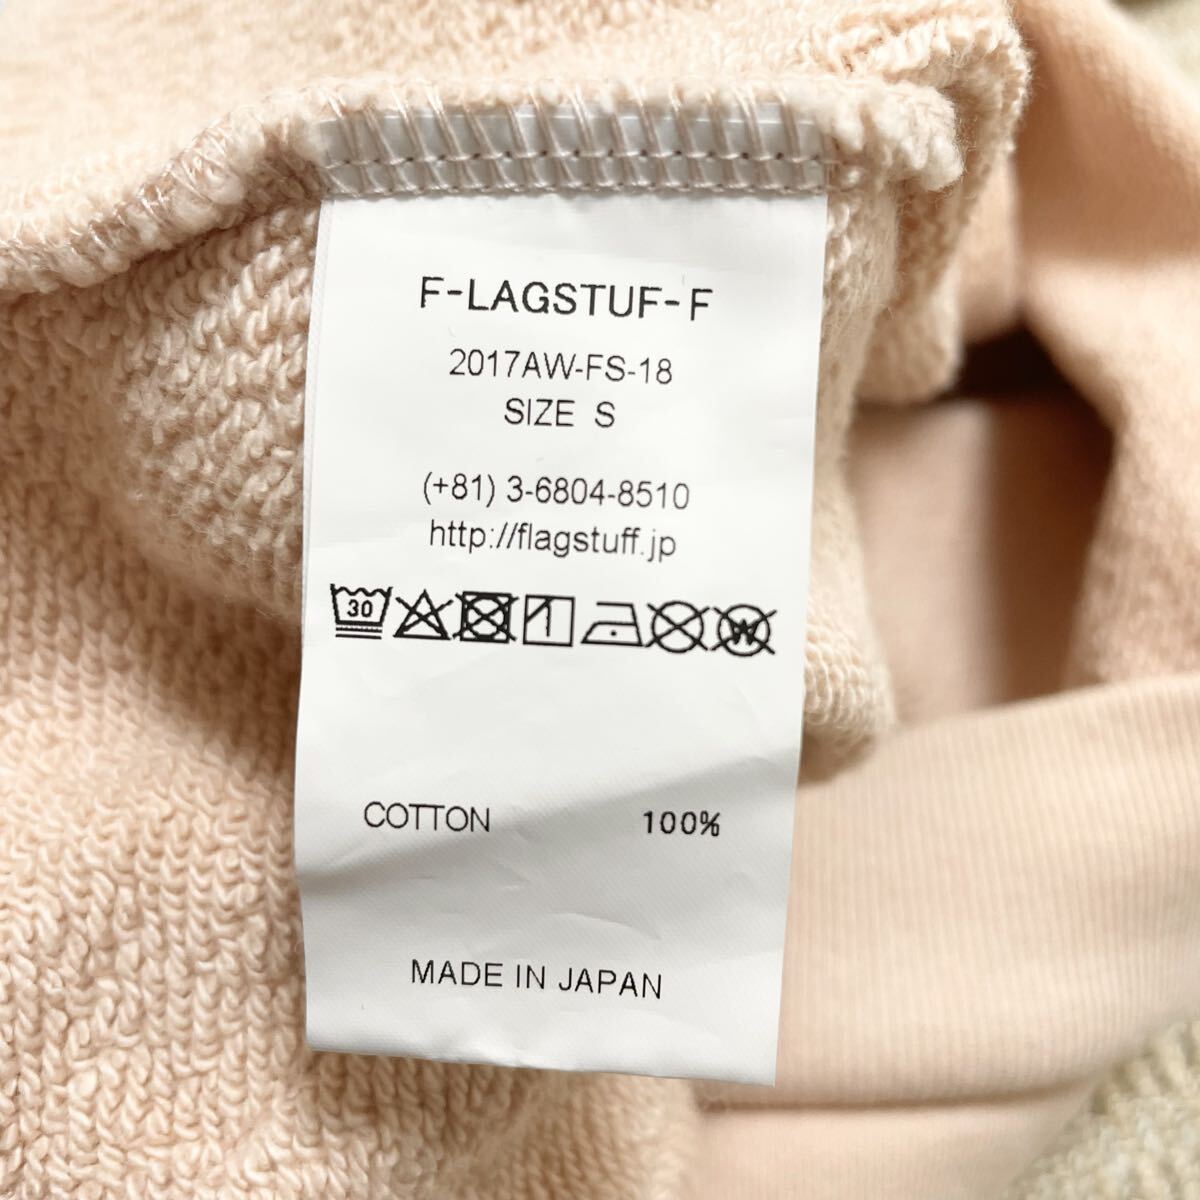 F-LAGSTUF-F
2017AW-FS-18
SIZE S
(+81) 3-6804-8510
http://flagstuff.jp
30 W
COTTON 100%
MADE IN JAPAN